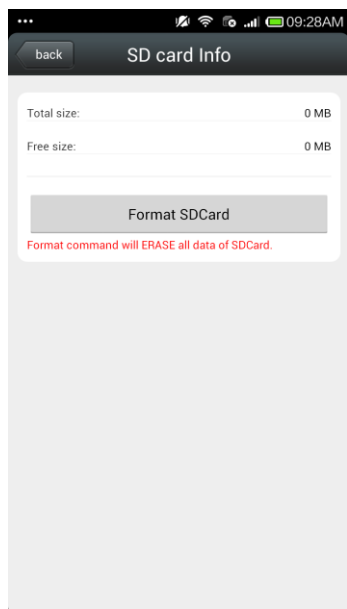 ... 09:28AM
back SD card Info
Total size: 0 MB
Free size: 0 MB
Format SDCard
Format command will ERASE all data of SDCard.